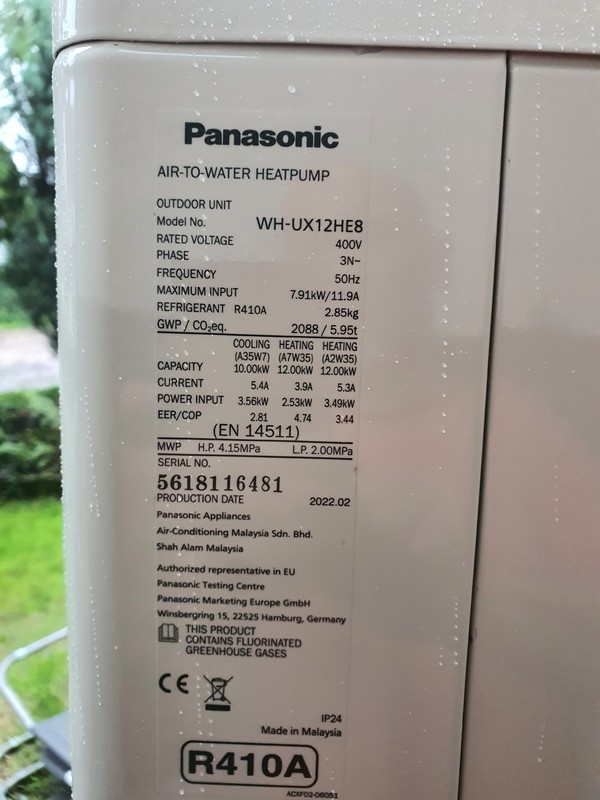 Panasonic
AIR-TO-WATER HEATPUMP
OUTDOOR UNIT
Model No. WH-UX12HE8
RATED VOLTAGE 400V
PHASE 3N~
FREQUENCY 50Hz
MAXIMUM INPUT 7.91kW/11.9A
REFRIGERANT R410A 2.85kg
GWP / CO₂eq. 2088 / 5.95t
COOLING HEATING HEATING
(A35W7) (A7W35) (A2W35)
CAPACITY 10.00kW 12.00kW 12.00kW
CURRENT 5.4A 3.9A 5.3A
POWER INPUT 3.56kW 2.53kW 3.49kW
EER/COP 2.81 4.74 3.44
(EN 14511)
MWP H.P. 4.15MPa L.P. 2.00MPa
SERIAL NO.
5618116481
PRODUCTION DATE 2022.02
Panasonic Appliances
Air-Conditioning Malaysia Sdn. Bhd.
Shah Alam Malaysia
Authorized representative in EU
Panasonic Testing Centre
Panasonic Marketing Europe GmbH
Winsbergring 15, 22525 Hamburg, Germany
THIS PRODUCT
CONTAINS FLUORINATED
GREENHOUSE GASES
CE
IP24
Made in Malaysia
R410A
ACXF02-06051